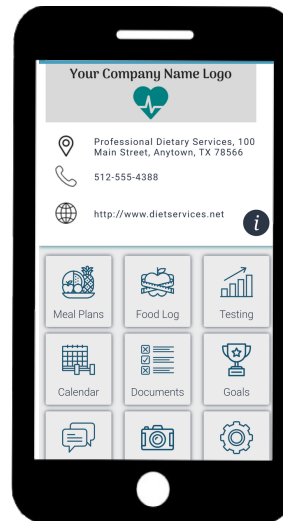 Your Company Name Logo
Professional Dietary Services, 100
Main Street, Anytown, TX 78566
512-555-4388
http://www.dietservices.net
i
Meal Plans
Food Log
Testing
Calendar
Documents
Goals